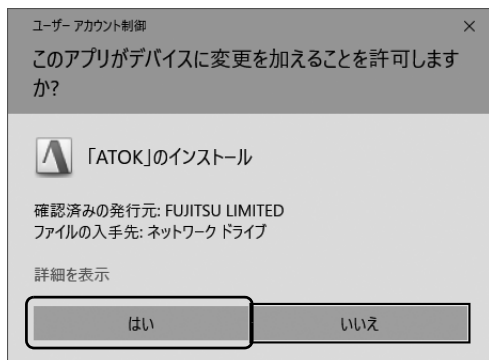 ユーザー アカウント制御
×
このアプリがデバイスに変更を加えることを許可します
か?
「ATOK」のインストール
確認済みの発行元: FUJITSU LIMITED
ファイルの入手先: ネットワーク ドライブ
詳細を表示
はい
いいえ